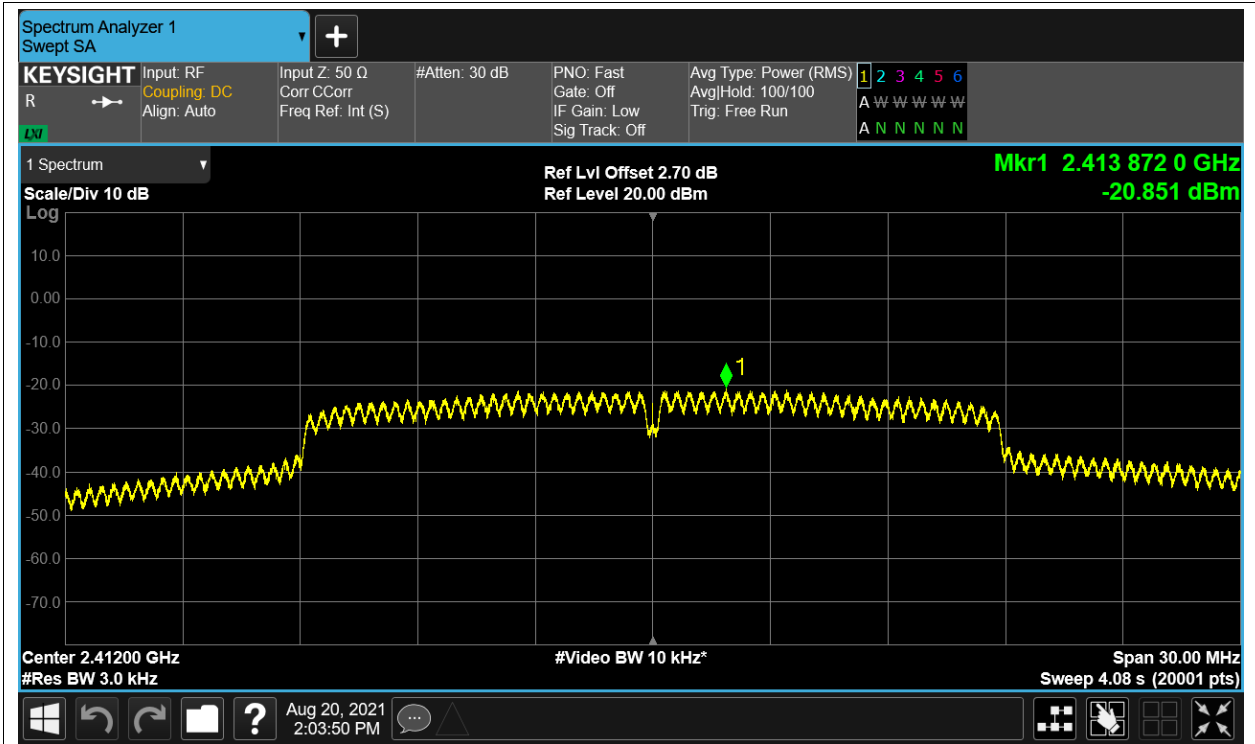 Spectrum Analyzer 1
Swept SA
KEYSIGHT
R
LXI
Input: RF
Coupling: DC
Align: Auto
Input Z: 50 Ω
Corr CCorr
Freq Ref: Int (S)
#Atten: 30 dB
PNO: Fast
Gate: Off
IF Gain: Low
Sig Track: Off
Avg Type: Power (RMS)
Avg|Hold: 100/100
Trig: Free Run
1 2 3 4 5 6
A W W W W W
A N N N N N
1 Spectrum
Scale/Div 10 dB
Log
Ref Lvl Offset 2.70 dB
Ref Level 20.00 dBm
Mkr1 2.413 872 0 GHz
-20.851 dBm
10.0
0.00
-10.0
1
-20.0
-30.0
-40.0
-50.0
-60.0
-70.0
Center 2.41200 GHz
#Res BW 3.0 kHz
#Video BW 10 kHz*
Span 30.00 MHz
Sweep 4.08 s (20001 pts)
?
Aug 20, 2021
2:03:50 PM